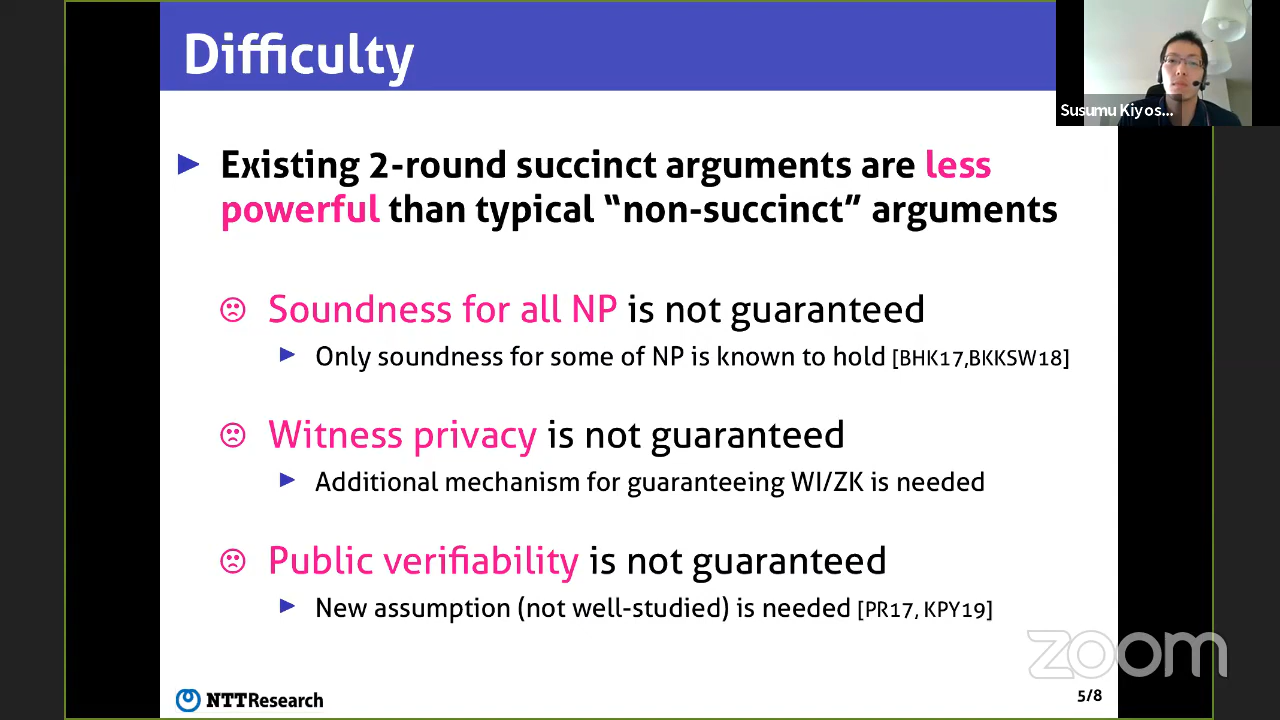 Difficulty
Susumu Kiyos...
Existing 2-round succinct arguments are less
powerful than typical “non-succinct” arguments
Soundness for all NP is not guaranteed
Only soundness for some of NP is known to hold [BHK17,BKKSW18]
Witness privacy is not guaranteed
Additional mechanism for guaranteeing WI/ZK is needed
Public verifiability is not guaranteed
New assumption (not well-studied) is needed [PR17, KPY19]
zoom
NTTResearch
5/8